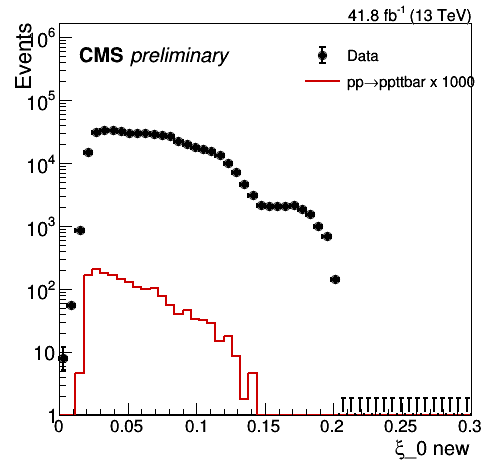 41.8 fb⁻¹ (13 TeV)
Events
CMS preliminary
Data
pp→ppttbar x 1000
10⁶
10⁵
10⁴
10³
10²
10
1
0 0.05 0.1 0.15 0.2 0.25 0.3
ξ_0 new